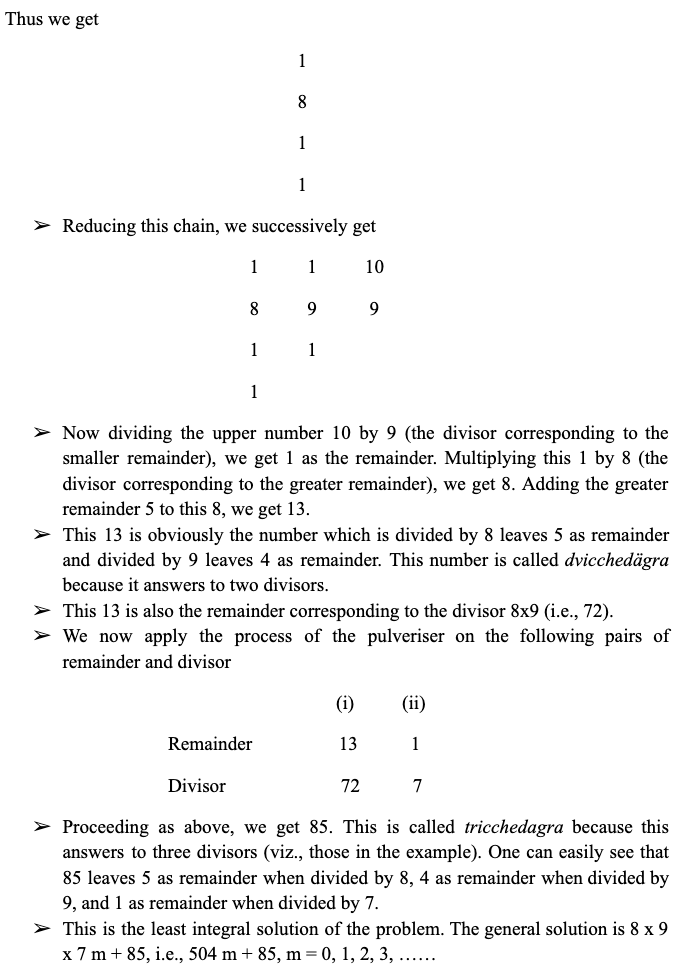 Thus we get
1
8
1
1
➢ Reducing this chain, we successively get
1 1 10
8 9 9
1 1
1
➢ Now dividing the upper number 10 by 9 (the divisor corresponding to the
smaller remainder), we get 1 as the remainder. Multiplying this 1 by 8 (the
divisor corresponding to the greater remainder), we get 8. Adding the greater
remainder 5 to this 8, we get 13.
➢ This 13 is obviously the number which is divided by 8 leaves 5 as remainder
and divided by 9 leaves 4 as remainder. This number is called dvicchedägra
because it answers to two divisors.
➢ This 13 is also the remainder corresponding to the divisor 8x9 (i.e., 72).
➢ We now apply the process of the pulveriser on the following pairs of
remainder and divisor
(i) (ii)
Remainder 13 1
Divisor 72 7
➢ Proceeding as above, we get 85. This is called tricchedagra because this
answers to three divisors (viz., those in the example). One can easily see that
85 leaves 5 as remainder when divided by 8, 4 as remainder when divided by
9, and 1 as remainder when divided by 7.
➢ This is the least integral solution of the problem. The general solution is 8 x 9
x 7 m + 85, i.e., 504 m + 85, m = 0, 1, 2, 3, ……